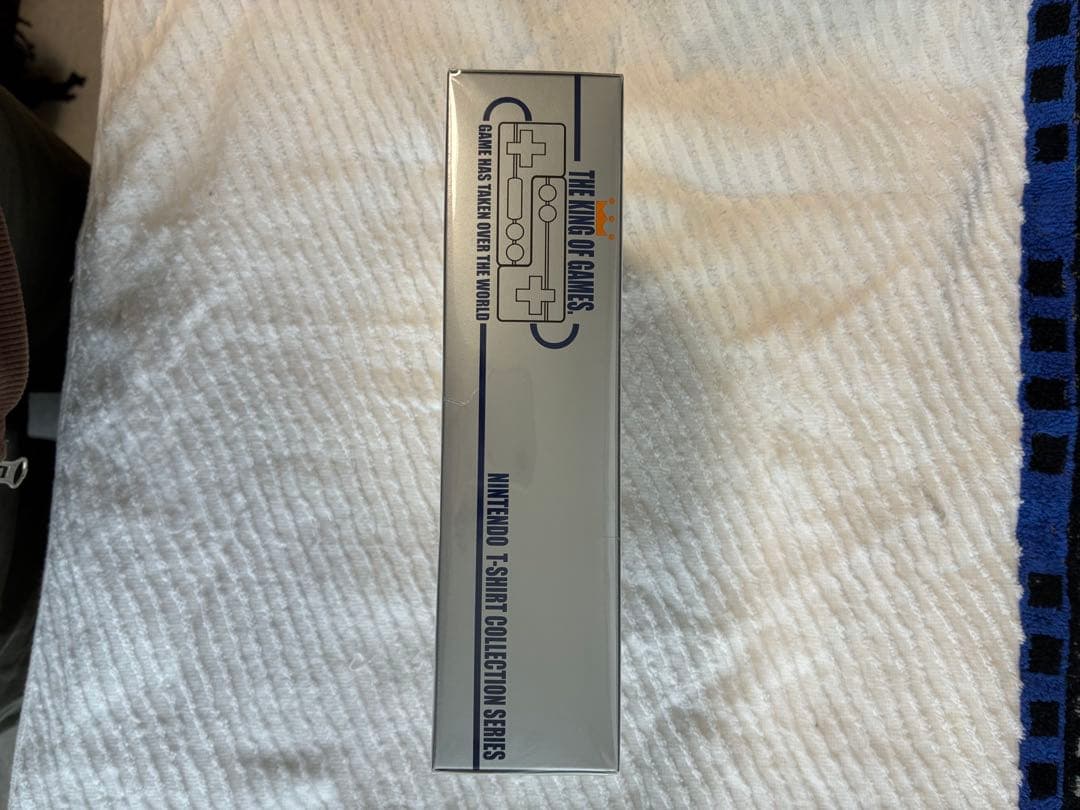 THE KING OF GAMES.
GAME HAS TAKEN OVER THE WORLD
NINTENDO T-SHIRT COLLECTION SERIES